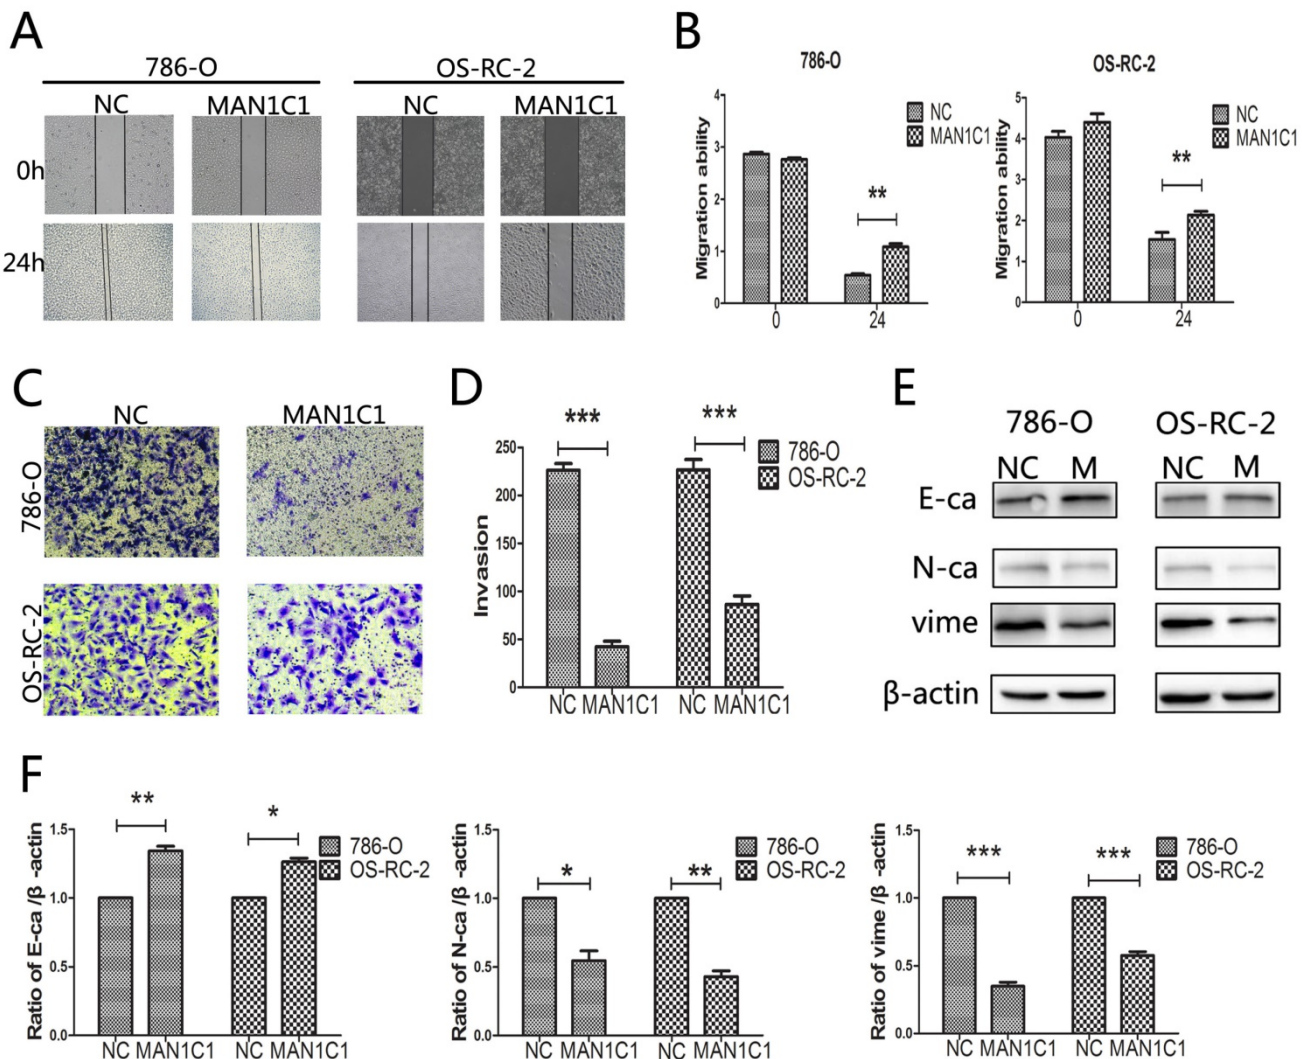 A
786-O
OS-RC-2
NC
MAN1C1
NC
MAN1C1
0h
24h
B
786-O
Migration ability
4
3
2
1
0
**
0
24
NC
MAN1C1
OS-RC-2
Migration ability
5
4
3
2
1
0
**
0
24
NC
MAN1C1
C
NC
MAN1C1
786-O
OS-RC-2
D
Invasion
250
200
150
100
50
0
***
***
NC MAN1C1
NC MAN1C1
786-O
OS-RC-2
E
786-O
OS-RC-2
NC
M
NC
M
E-ca
N-ca
vime
β-actin
F
Ratio of E-ca/β -actin
1.5
1.0
0.5
0.0
**
*
NC MAN1C1
NC MAN1C1
786-O
OS-RC-2
Ratio of N-ca/β -actin
1.5
1.0
0.5
0.0
*
**
NC MAN1C1
NC MAN1C1
786-O
OS-RC-2
Ratio of vime/β -actin
1.5
1.0
0.5
0.0
***
***
NC MAN1C1
NC MAN1C1
786-O
OS-RC-2